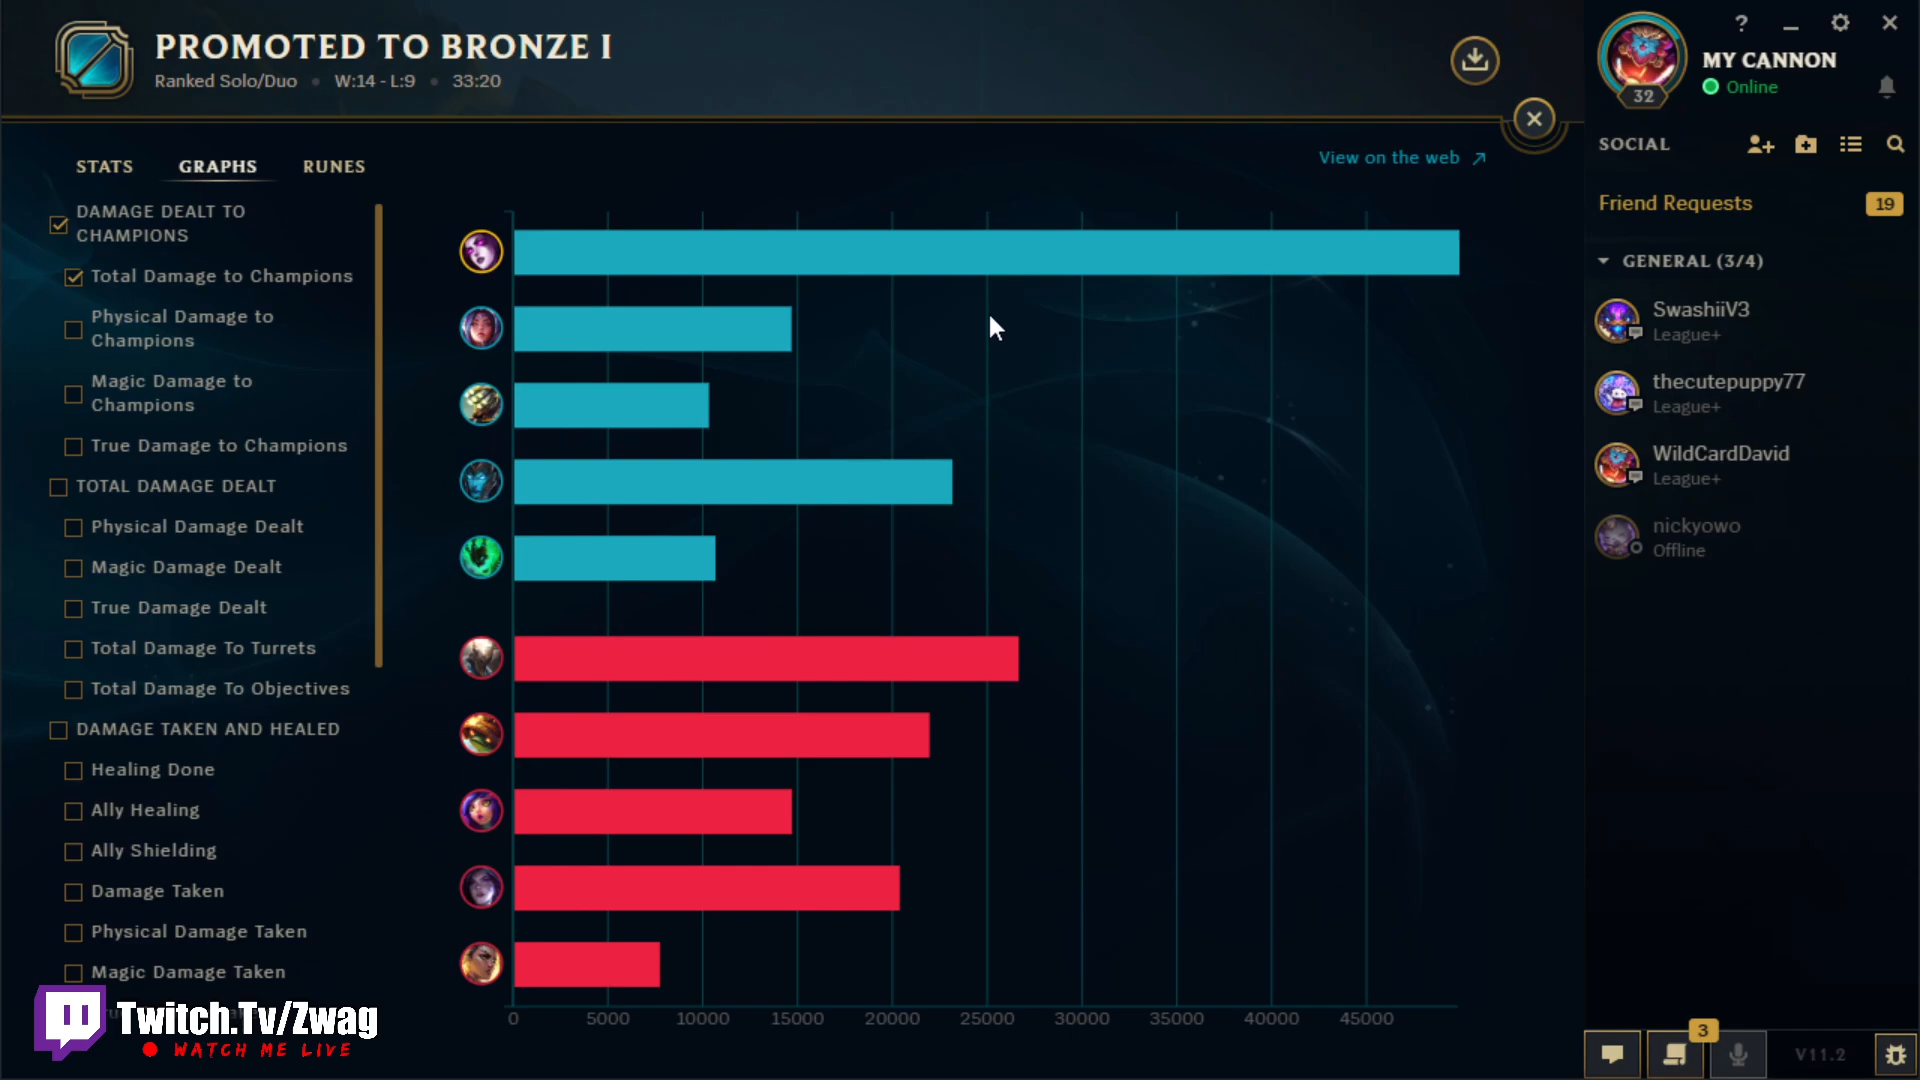 PROMOTED TO BRONZE I
Ranked Solo/Duo • W:14 - L:9 • 33:20
STATS GRAPHS RUNES
View on the web
DAMAGE DEALT TO
CHAMPIONS
Total Damage to Champions
Physical Damage to
Champions
Magic Damage to
Champions
True Damage to Champions
TOTAL DAMAGE DEALT
Physical Damage Dealt
Magic Damage Dealt
True Damage Dealt
Total Damage To Turrets
Total Damage To Objectives
DAMAGE TAKEN AND HEALED
Healing Done
Ally Healing
Ally Shielding
Damage Taken
Physical Damage Taken
Magic Damage Taken
Twitch.Tv/Zwag
WATCH ME LIVE
0 5000 10000 15000 20000 25000 30000 35000 40000 45000
?
MY CANNON
Online
32
SOCIAL
Friend Requests 19
GENERAL (3/4)
SwashiiV3
League+
thecutepuppy77
League+
WildCardDavid
League+
nickyowo
Offline
3
V11.2